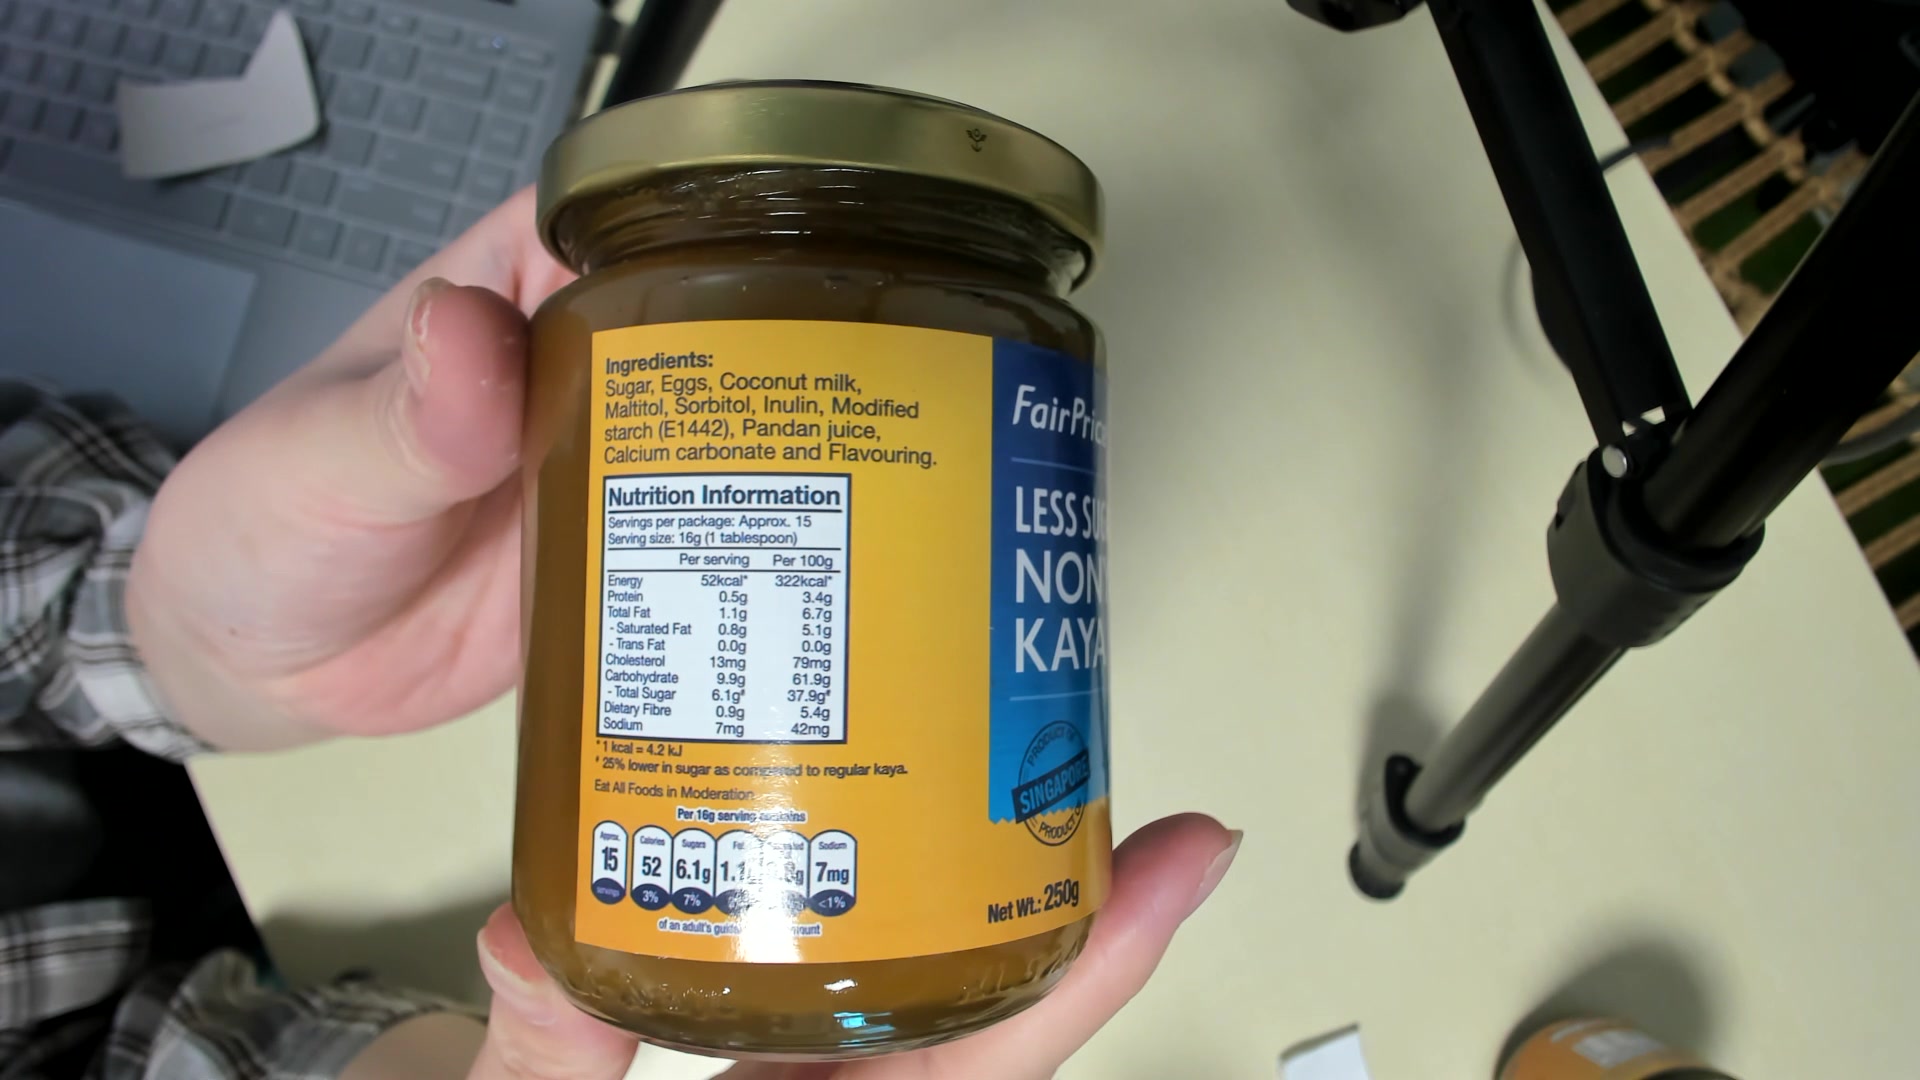 Ingredients:
Sugar, Eggs, Coconut milk,
Maltitol, Sorbitol, Inulin, Modified
starch (E1442), Pandan juice,
Calcium carbonate and Flavouring.
Nutrition Information
Servings per package: Approx. 15
Serving size: 16g (1 tablespoon)
Per serving Per 100g
Energy 52kcal* 322kcal*
Protein 0.5g 3.4g
Total Fat 1.1g 6.7g
- Saturated Fat 0.8g 5.1g
- Trans Fat 0.0g 0.0g
Cholesterol 13mg 79mg
Carbohydrate 9.9g 61.9g
- Total Sugar 6.1g# 37.9g#
Dietary Fibre 0.9g 5.4g
Sodium 7mg 42mg
* 1 kcal = 4.2 kJ
# 25% lower in sugar as compared to regular kaya.
Eat All Foods in Moderation
Per 16g serving contains
Approx. 15 servings
Calories 52 3%
Sugars 6.1g 7%
Sodium 7mg <1%
of an adult's
FairPric
LESS SU
NON
KAYA
PRODUCT OF
SINGAPORE
PRODUCT
Net Wt.: 250g